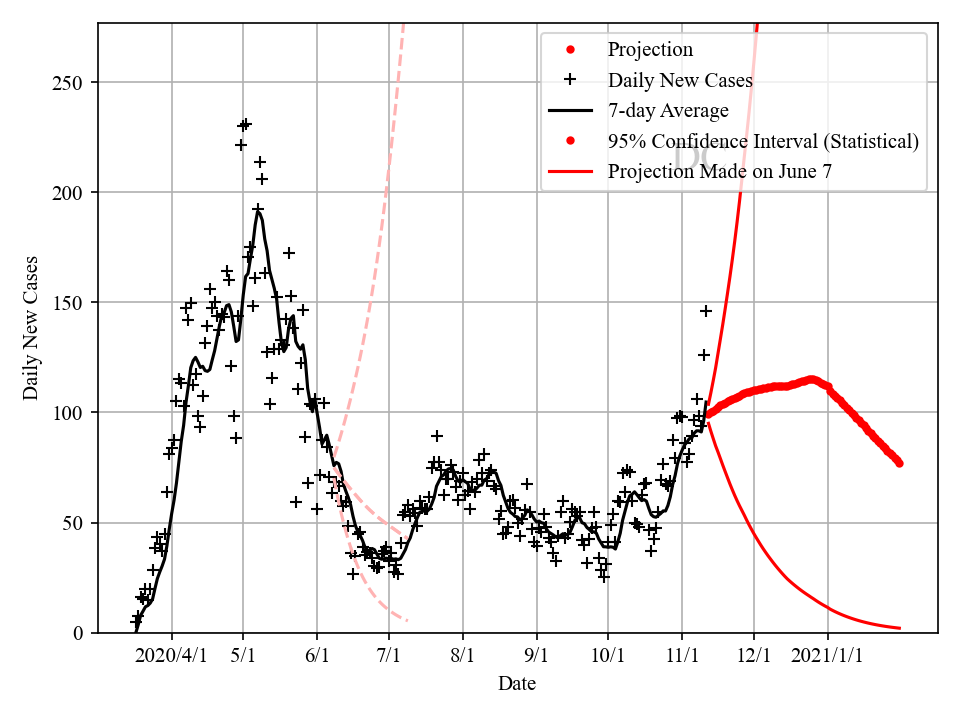 Projection
Daily New Cases
7-day Average
95% Confidence Interval (Statistical)
DC
Projection Made on June 7
Daily New Cases
250
200
150
100
50
0
2020/4/1 5/1 6/1 7/1 8/1 9/1 10/1 11/1 12/1 2021/1/1
Date